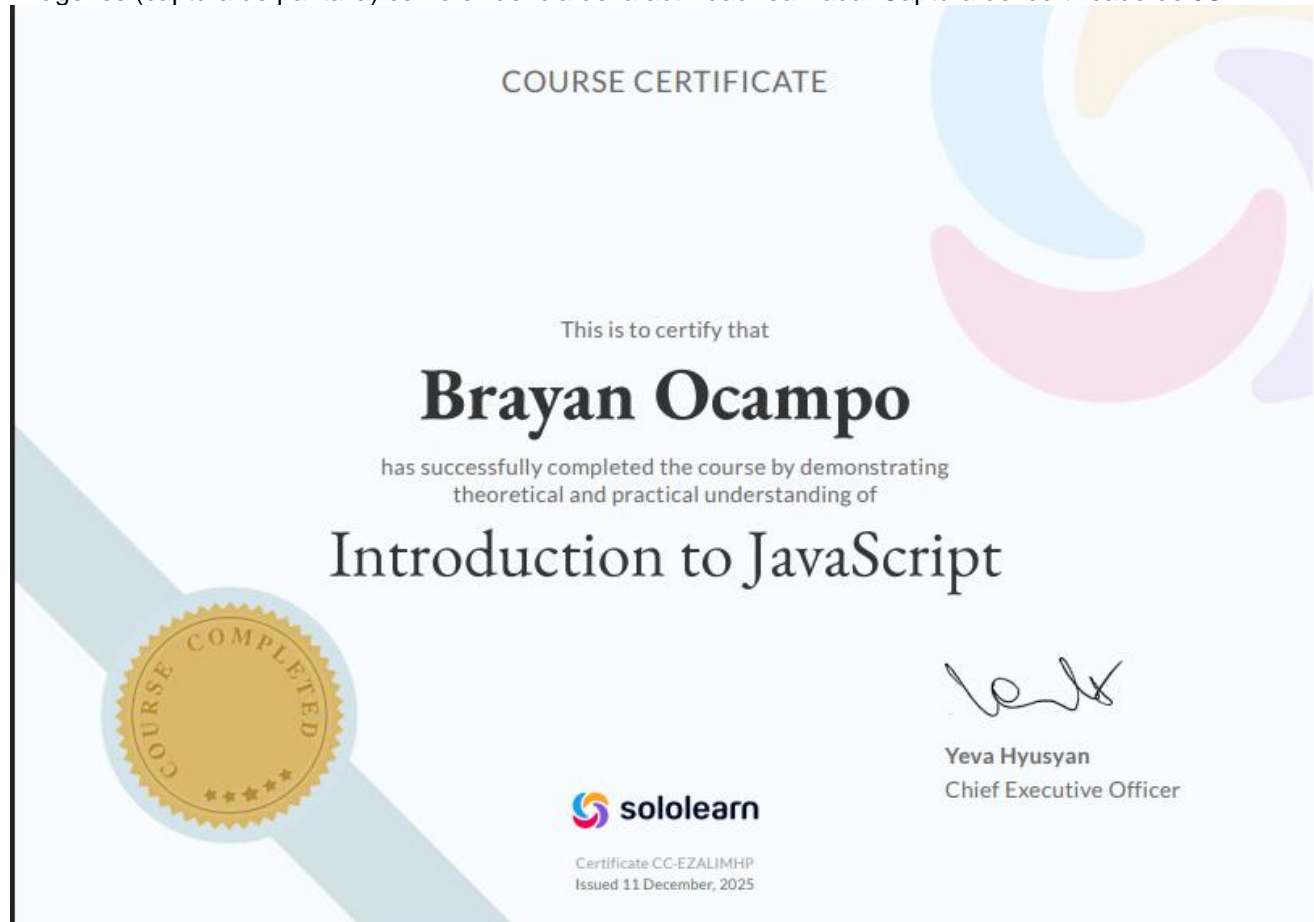 COURSE CERTIFICATE
This is to certify that
Brayan Ocampo
has successfully completed the course by demonstrating
theoretical and practical understanding of
Introduction to JavaScript
COURSE COMPLETED
Yeva Hyusyan
Chief Executive Officer
sololearn
Certificate CC-EZALIMHP
Issued 11 December, 2025